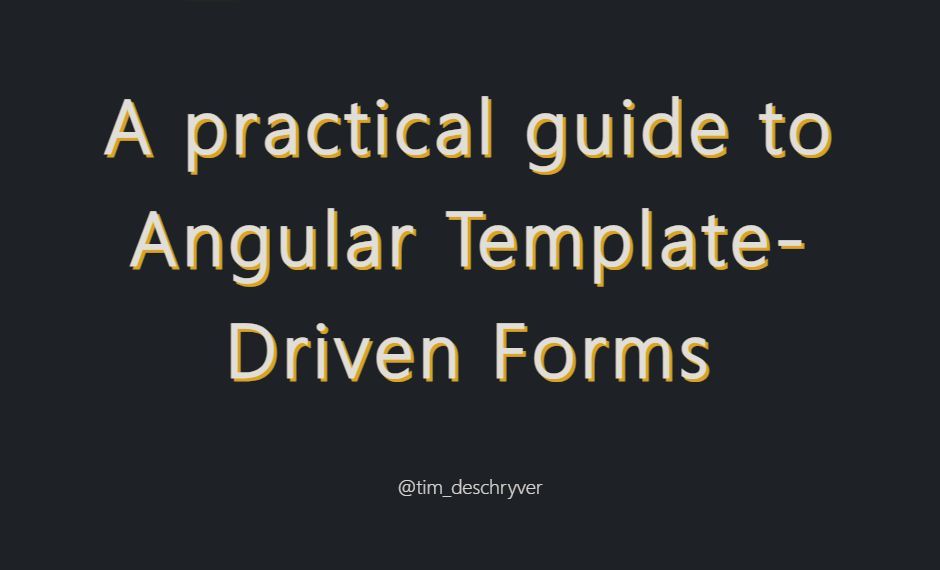 A practical guide to
Angular Template-
Driven Forms
@tim_deschryver